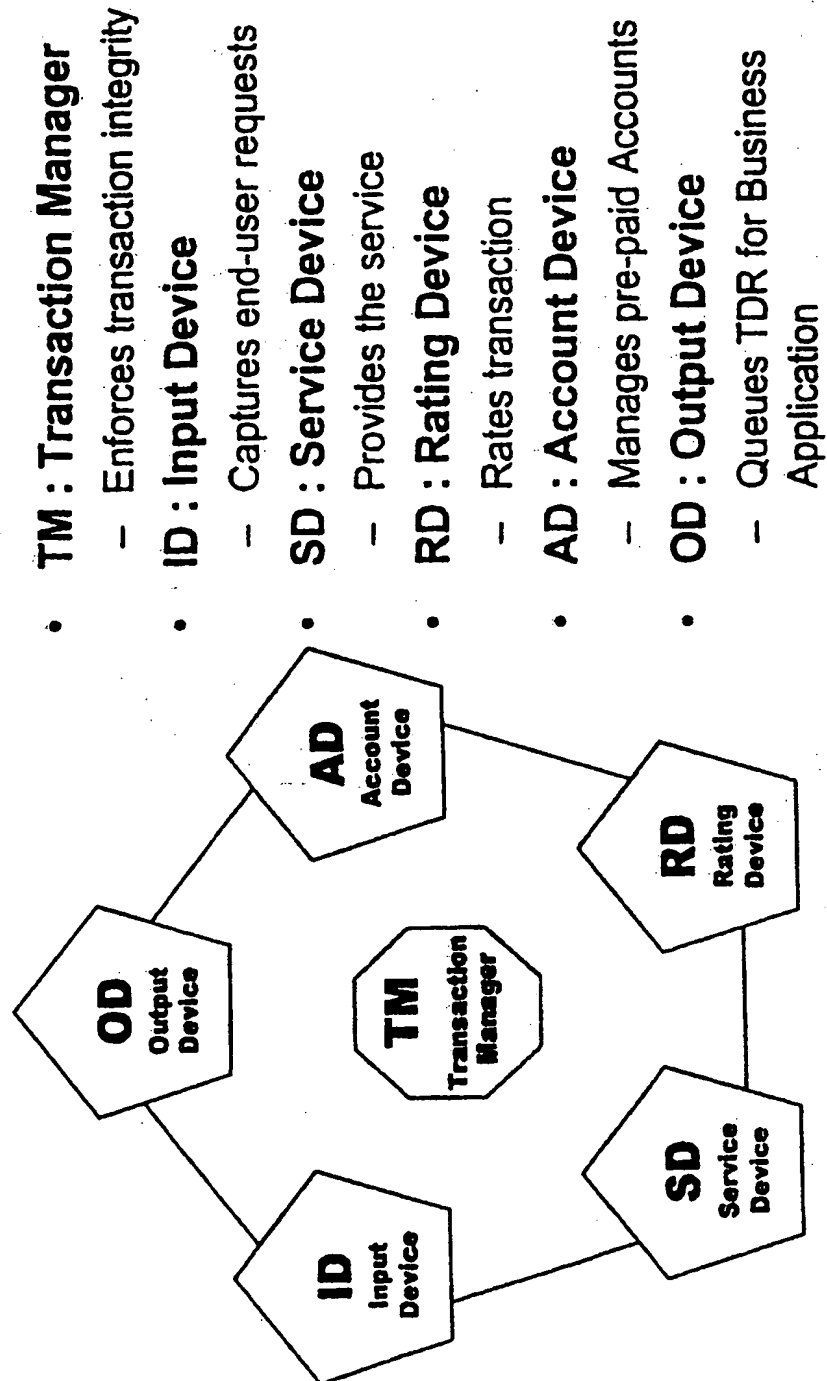 OD
Output
Device
ID
Input
Device
AD
Account
Device
TM
Transaction
Manager
SD
Service
Device
RD
Rating
Device
• TM : Transaction Manager
– Enforces transaction integrity
• ID : Input Device
– Captures end-user requests
• SD : Service Device
– Provides the service
• RD : Rating Device
– Rates transaction
• AD : Account Device
– Manages pre-paid Accounts
• OD : Output Device
– Queues TDR for Business
Application